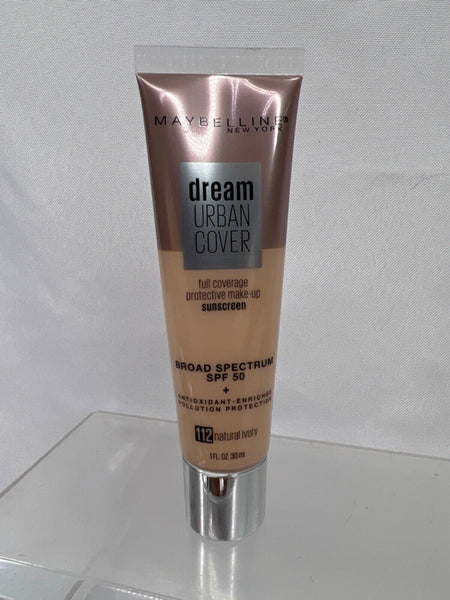 MAYBELLINE®
NEW YORK
dream
URBAN
COVER
full coverage
protective make-up
sunscreen
BROAD SPECTRUM
SPF 50
+
ANTIOXIDANT-ENRICHED
POLLUTION PROTECTION
112 natural ivory
1 FL OZ. 30 ml